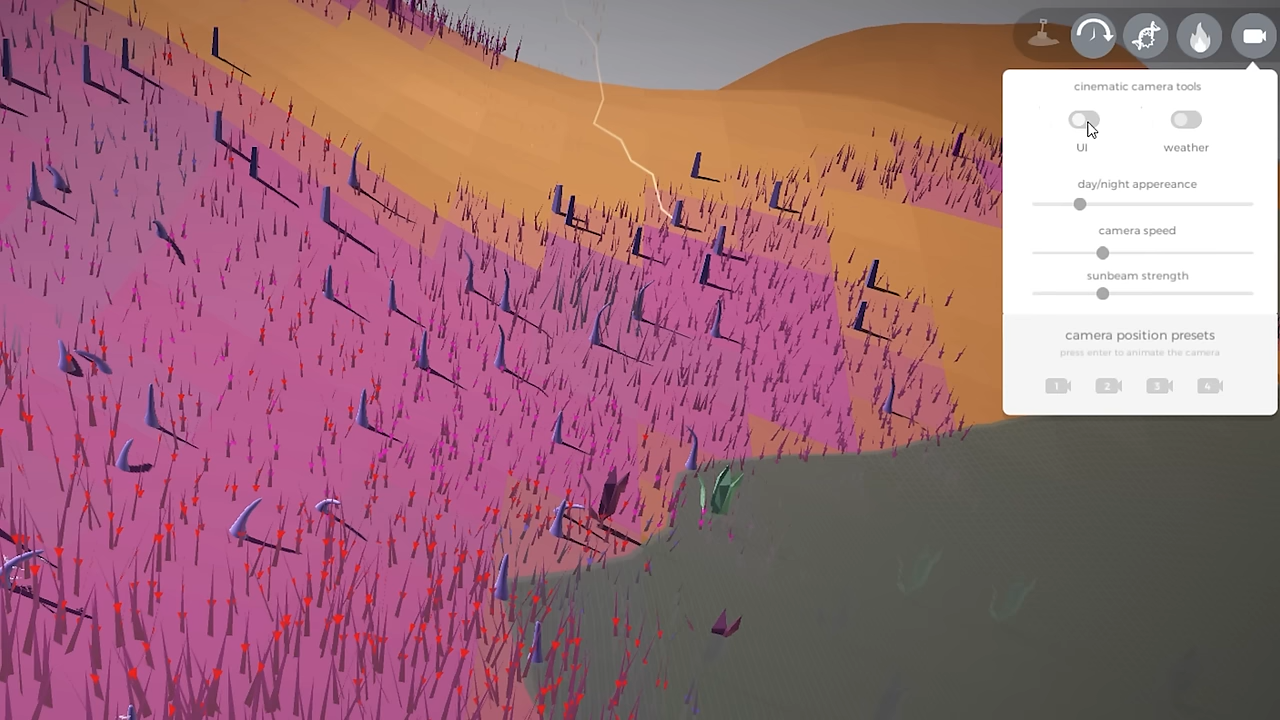 cinematic camera tools
UI
weather
day/night appereance
camera speed
sunbeam strength
camera position presets
press enter to animate the camera
1 2 3 4